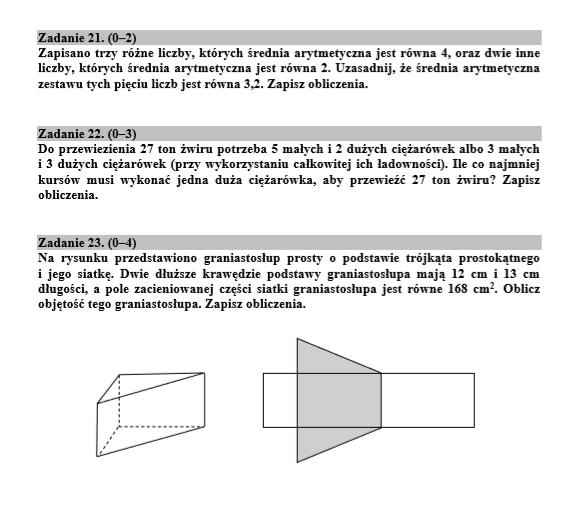 Zadanie 21. (0–2)
Zapisano trzy różne liczby, których średnia arytmetyczna jest równa 4, oraz dwie inne
liczby, których średnia arytmetyczna jest równa 2. Uzasadnij, że średnia arytmetyczna
zestawu tych pięciu liczb jest równa 3,2. Zapisz obliczenia.
Zadanie 22. (0–3)
Do przewiezienia 27 ton żwiru potrzeba 5 małych i 2 dużych ciężarówek albo 3 małych
i 3 dużych ciężarówek (przy wykorzystaniu całkowitej ich ładowności). Ile co najmniej
kursów musi wykonać jedna duża ciężarówka, aby przewieźć 27 ton żwiru? Zapisz
obliczenia.
Zadanie 23. (0–4)
Na rysunku przedstawiono graniastosłup prosty o podstawie trójkąta prostokątnego
i jego siatkę. Dwie dłuższe krawędzie podstawy graniastosłupa mają 12 cm i 13 cm
długości, a pole zacieniowanej części siatki graniastosłupa jest równe 168 cm². Oblicz
objętość tego graniastosłupa. Zapisz obliczenia.